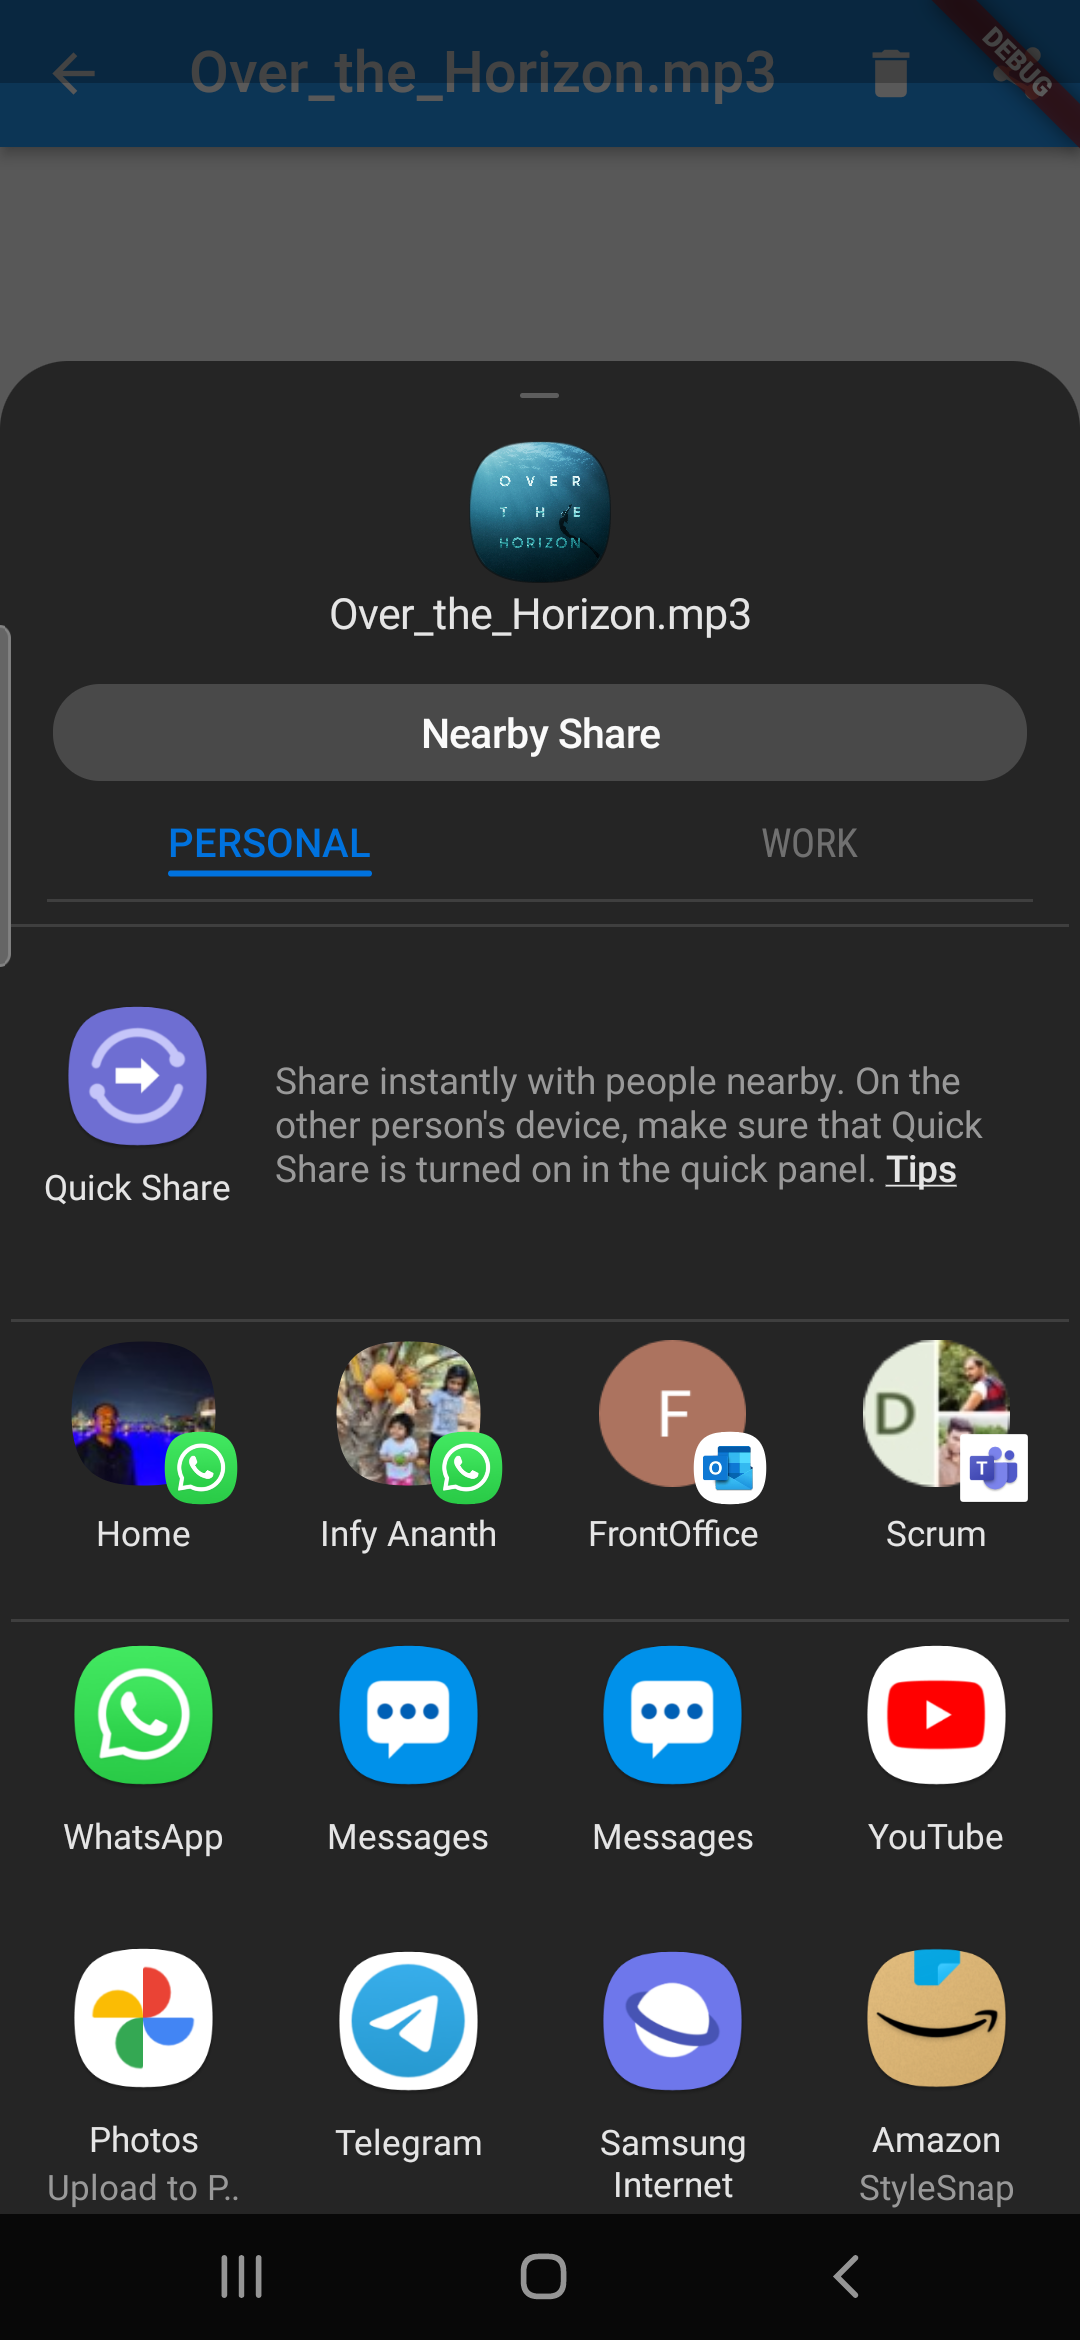 Over_the_Horizon.mp3
DEBUG
O V E R
T H E
HORIZON
Over_the_Horizon.mp3
Nearby Share
PERSONAL
WORK
Share instantly with people nearby. On the
other person's device, make sure that Quick
Share is turned on in the quick panel. Tips
Quick Share
F
O
D
T
Home
Infy Ananth
FrontOffice
Scrum
WhatsApp
Messages
Messages
YouTube
Photos
Upload to P..
Telegram
Samsung
Internet
Amazon
StyleSnap